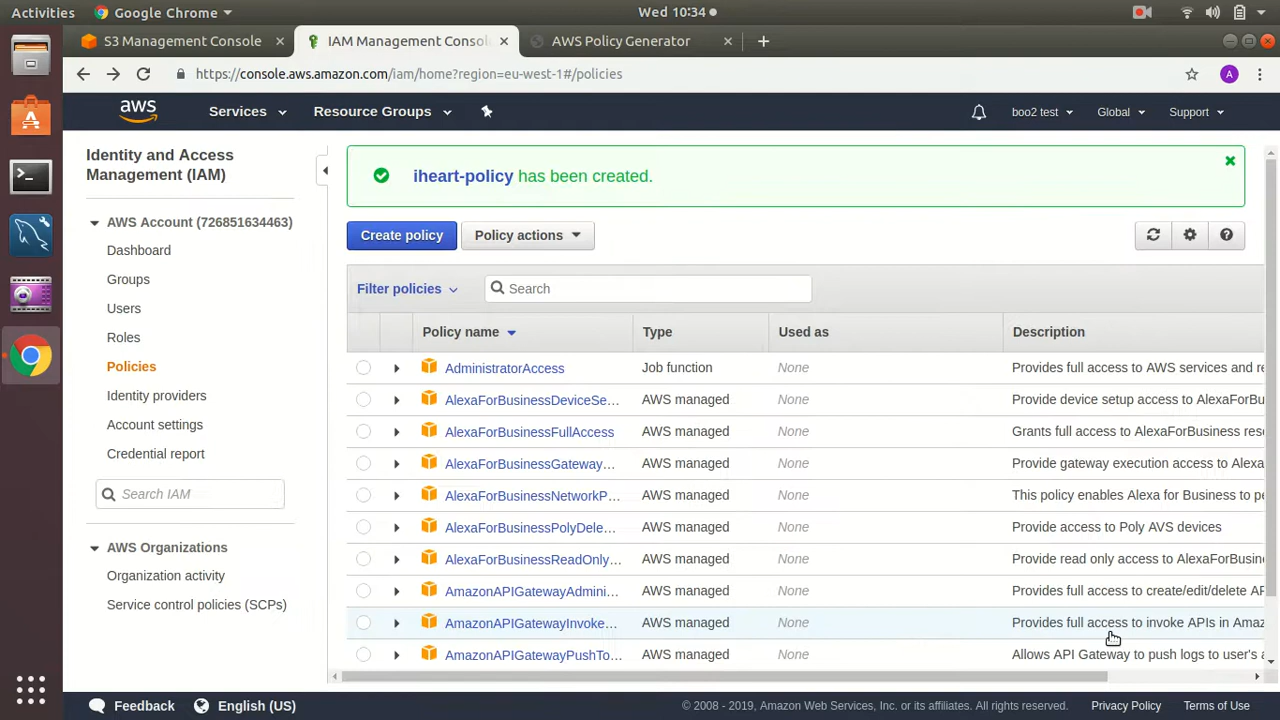 Activities Google Chrome Wed 10:34
S3 Management Console IAM Management Conso AWS Policy Generator
https://console.aws.amazon.com/iam/home?region=eu-west-1#/policies A
aws Services Resource Groups boo2 test Global Support
Identity and Access
Management (IAM)
AWS Account (726851634463)
Dashboard
Groups
Users
Roles
Policies
Identity providers
Account settings
Credential report
Search IAM
AWS Organizations
Organization activity
Service control policies (SCPs)
iheart-policy has been created.
Create policy Policy actions
Filter policies Search
Policy name Type Used as Description
AdministratorAccess Job function None Provides full access to AWS services and re
AlexaForBusinessDeviceSe... AWS managed None Provide device setup access to AlexaForBu
AlexaForBusinessFullAccess AWS managed None Grants full access to AlexaForBusiness res
AlexaForBusinessGateway... AWS managed None Provide gateway execution access to Alexa
AlexaForBusinessNetworkP... AWS managed None This policy enables Alexa for Business to pe
AlexaForBusinessPolyDele... AWS managed None Provide access to Poly AVS devices
AlexaForBusinessReadOnly... AWS managed None Provide read only access to AlexaForBusine
AmazonAPIGatewayAdmini... AWS managed None Provides full access to create/edit/delete AP
AmazonAPIGatewayInvoke... AWS managed None Provides full access to invoke APIs in Amaz
AmazonAPIGatewayPushTo... AWS managed None Allows API Gateway to push logs to user's a
Feedback English (US) © 2008 - 2019, Amazon Web Services, Inc. or its affiliates. All rights reserved. Privacy Policy Terms of Use